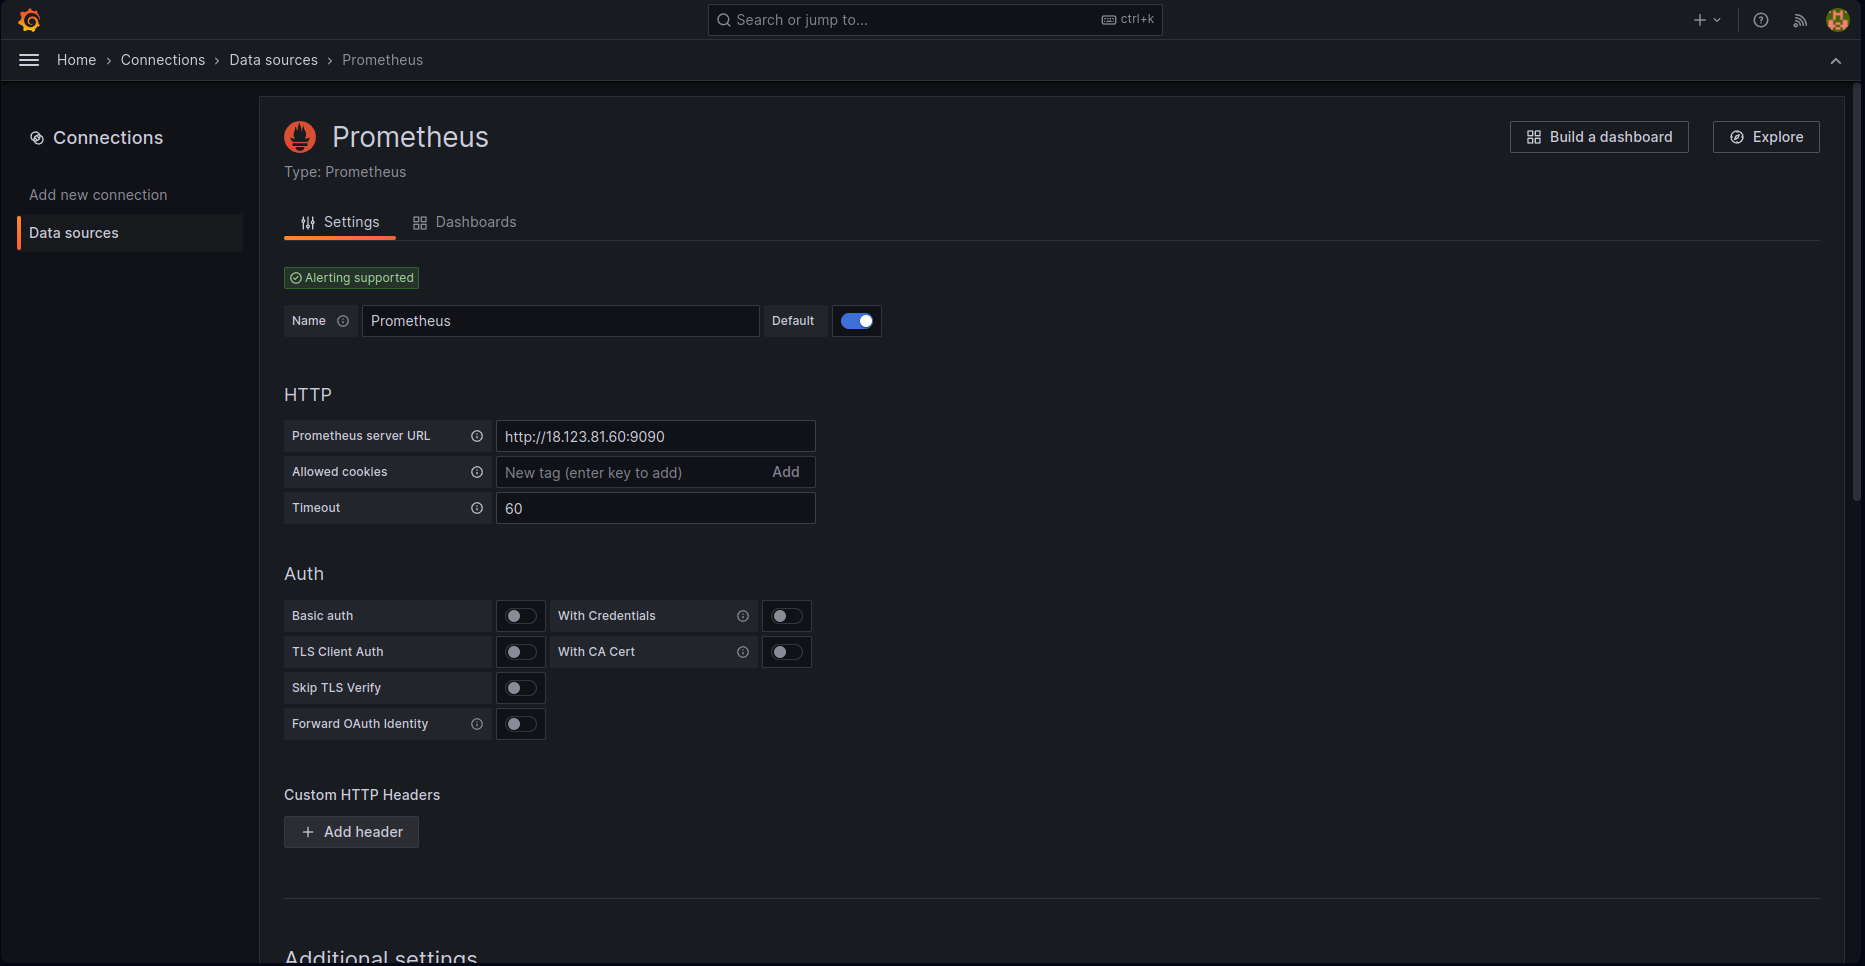 Search or jump to...
ctrl+k
Home › Connections › Data sources › Prometheus
Connections
Add new connection
Data sources
Prometheus
Type: Prometheus
Build a dashboard
Explore
Settings
Dashboards
Alerting supported
Name
Prometheus
Default
HTTP
Prometheus server URL
http://18.123.81.60:9090
Allowed cookies
New tag (enter key to add)
Add
Timeout
60
Auth
Basic auth
With Credentials
TLS Client Auth
With CA Cert
Skip TLS Verify
Forward OAuth Identity
Custom HTTP Headers
Add header
Additional settings